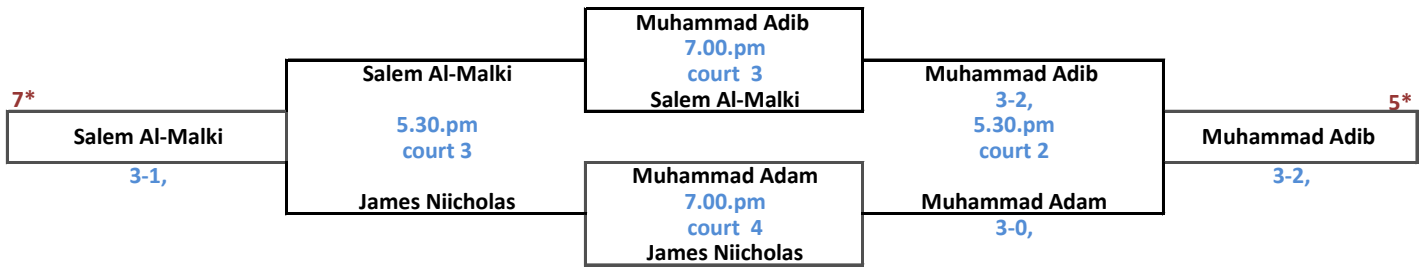 Muhammad Adib
7.00.pm
court 3
Salem Al-Malki
Salem Al-Malki
5.30.pm
court 3
James Niicholas
7*
Salem Al-Malki
3-1,
Muhammad Adib
3-2,
5.30.pm
court 2
Muhammad Adam
3-0,
5*
Muhammad Adib
3-2,
Muhammad Adam
7.00.pm
court 4
James Niicholas